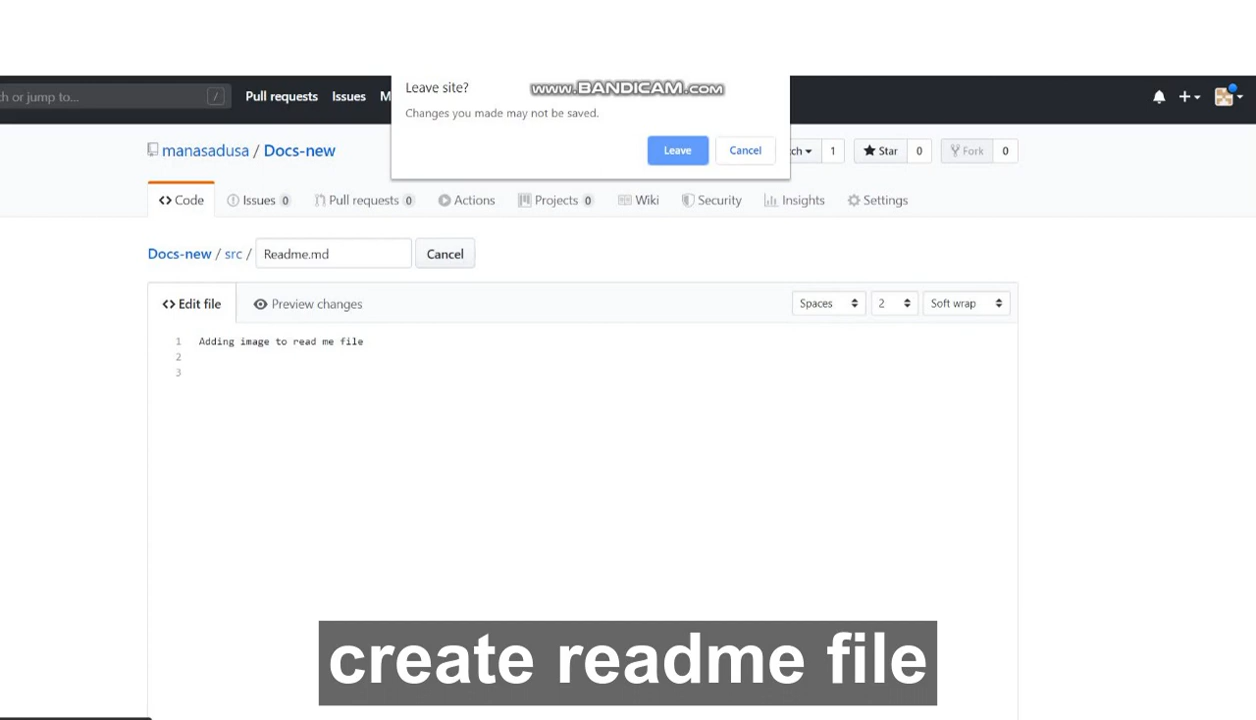 Leave site?
www.BANDICAM.com
Changes you made may not be saved.
Leave
Cancel
or jump to...
/
Pull requests
Issues
manasadusa / Docs-new
1
Star
0
Fork
0
Code
Issues 0
Pull requests 0
Actions
Projects 0
Wiki
Security
Insights
Settings
Docs-new / src /
Readme.md
Cancel
<> Edit file
Preview changes
Spaces
2
Soft wrap
1 Adding image to read me file
2
3
create readme file